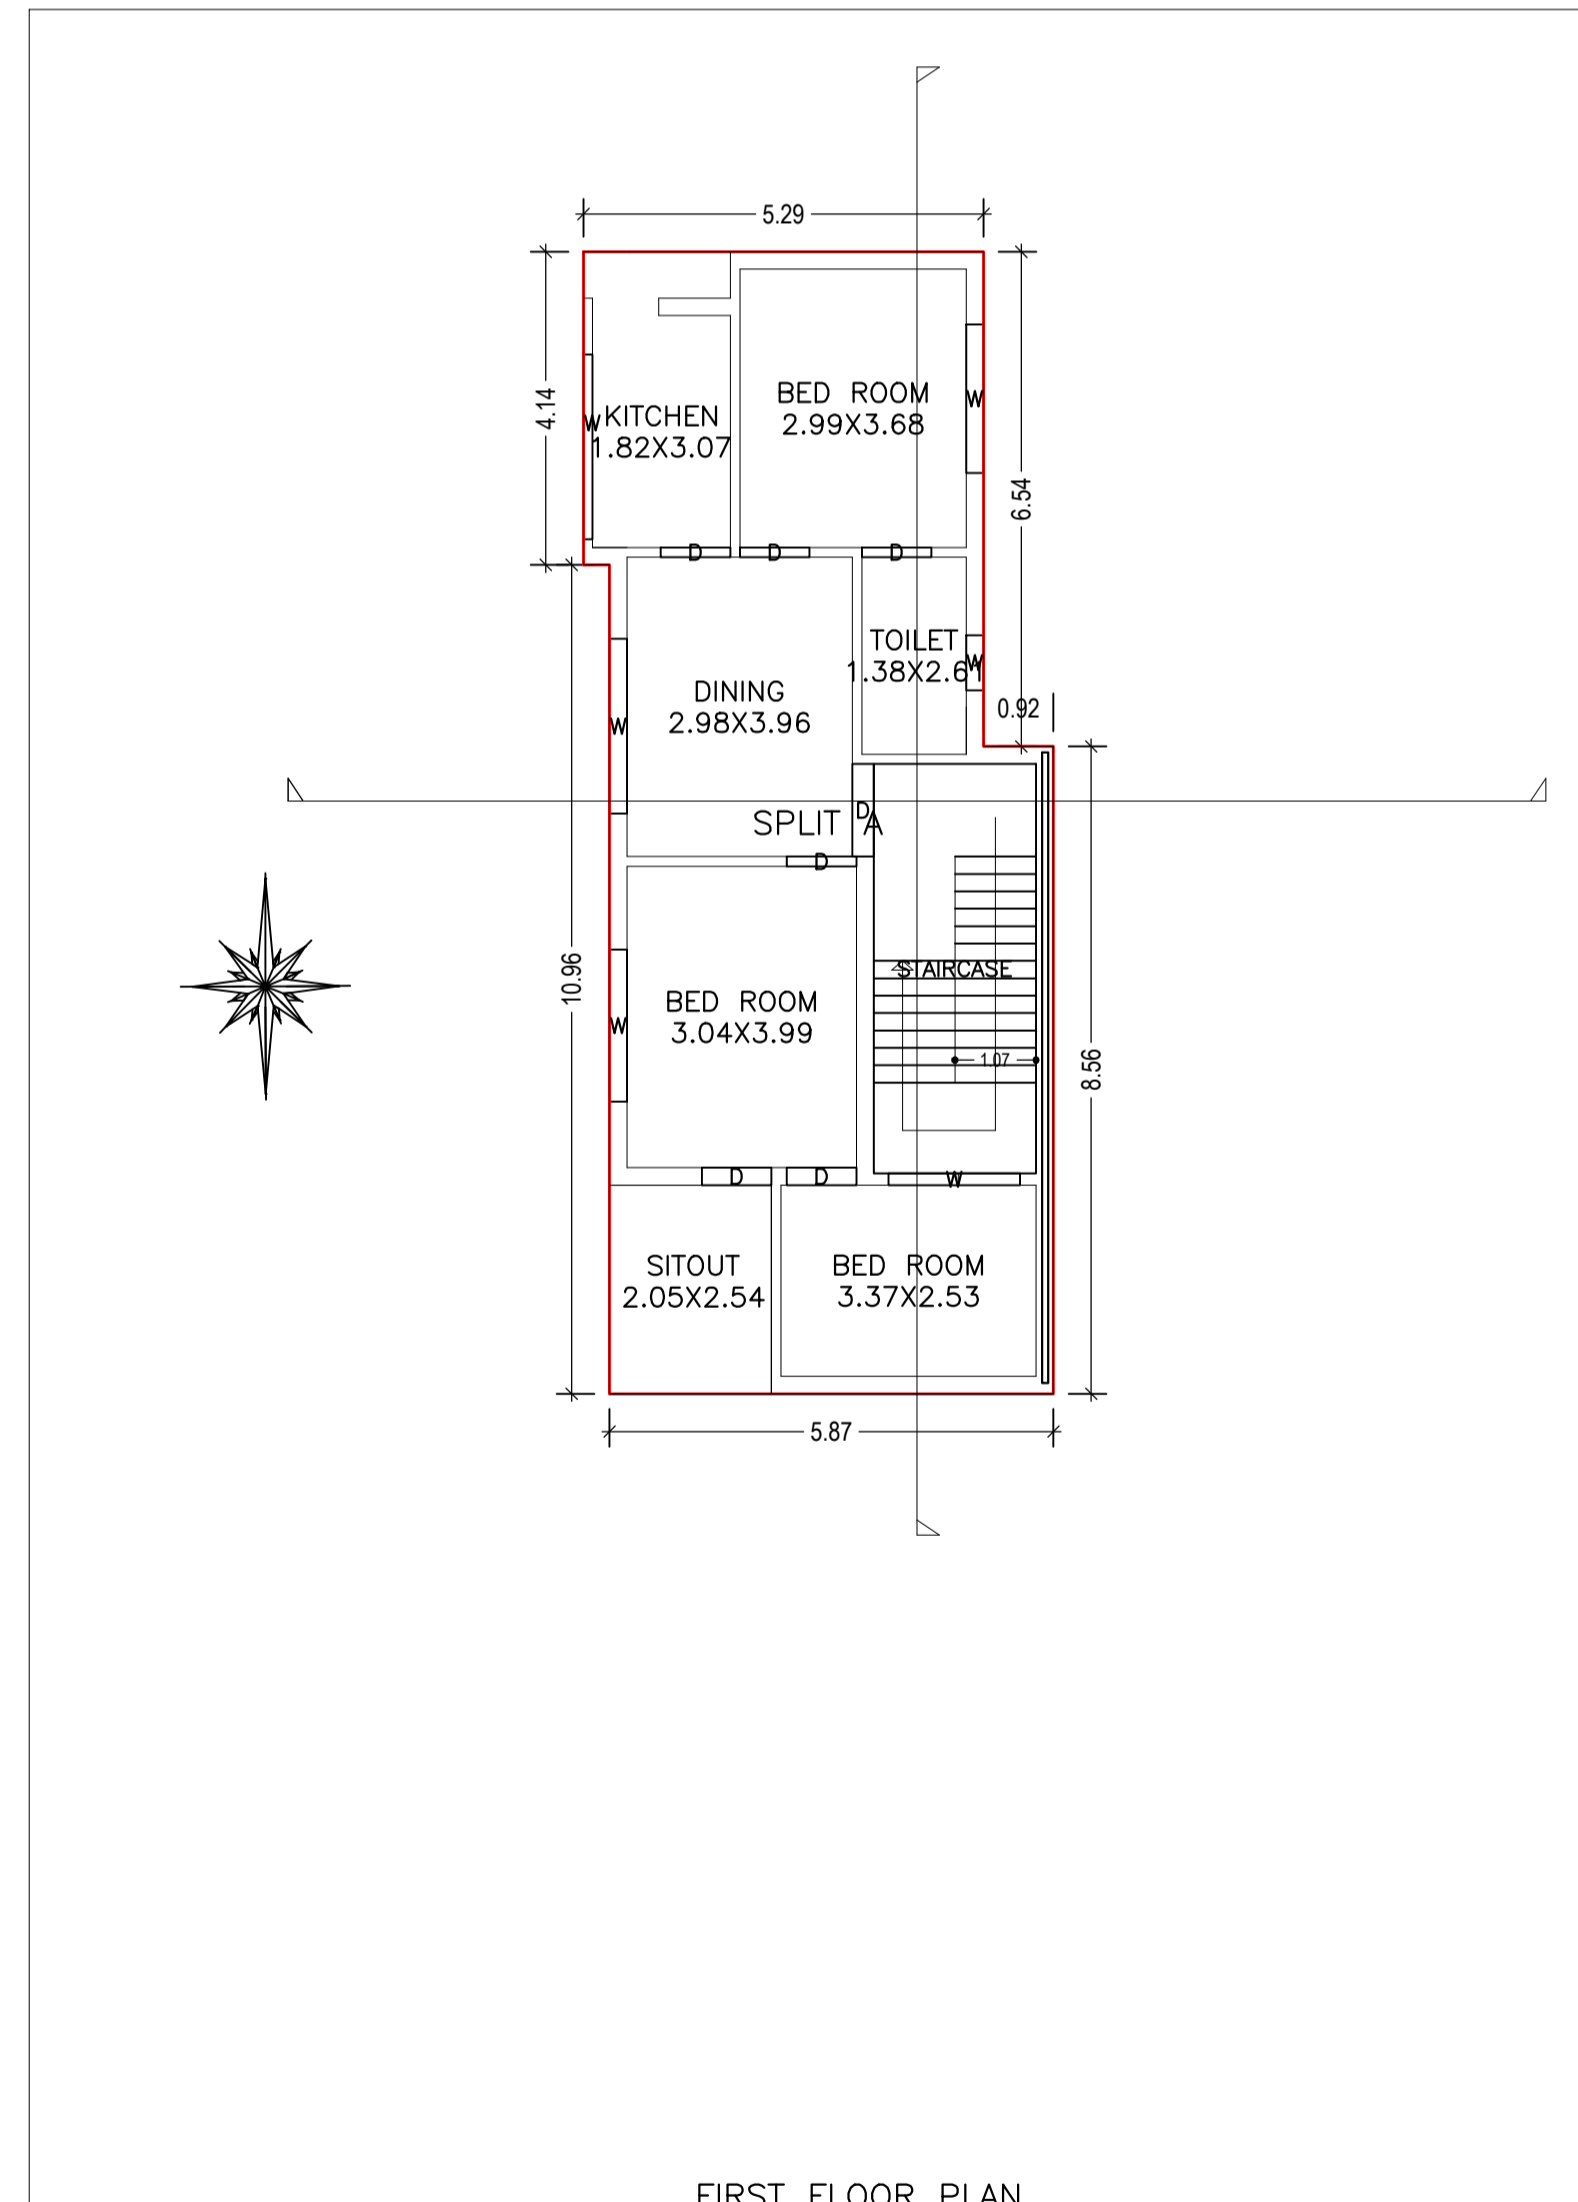 5.29
4.14
BED ROOM
2.99X3.68
W
W
KITCHEN
1.82X3.07
6.54
D
D
D
TOILET
1.38X2.61
W
DINING
2.98X3.96
W
0.92
SPLIT A
D
D
STAIRCASE
10.96
BED ROOM
3.04X3.99
W
1.07
8.56
D
D
W
SITOUT
2.05X2.54
BED ROOM
3.37X2.53
5.87
FIRST FLOOR PLAN